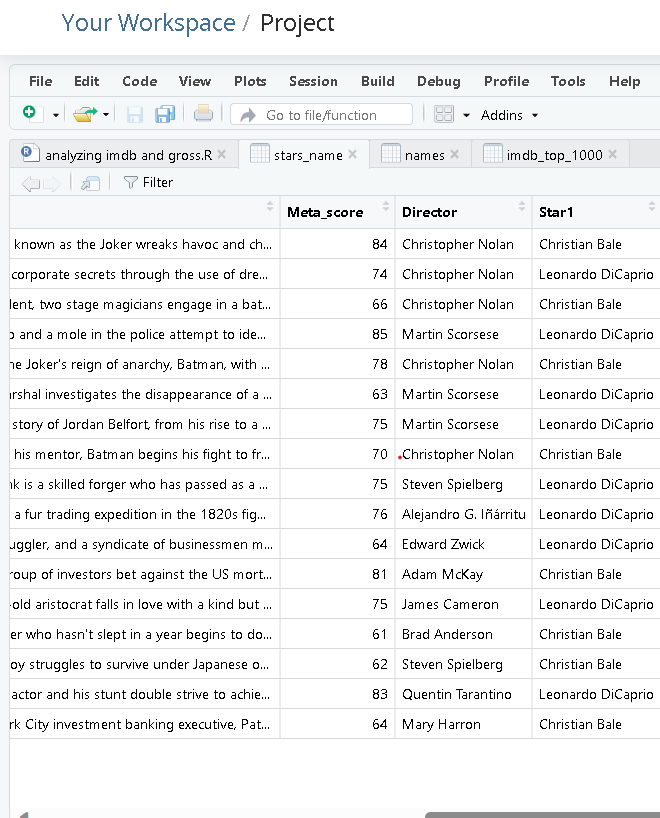 Your Workspace / Project
File Edit Code View Plots Session Build Debug Profile Tools Help
Go to file/function Addins
analyzing imdb and gross.R stars_name names imdb_top_1000
Filter
Meta_score Director Star1
known as the Joker wreaks havoc and ch... 84 Christopher Nolan Christian Bale
corporate secrets through the use of dre... 74 Christopher Nolan Leonardo DiCaprio
lent, two stage magicians engage in a bat... 66 Christopher Nolan Christian Bale
and a mole in the police attempt to ide... 85 Martin Scorsese Leonardo DiCaprio
he Joker's reign of anarchy, Batman, with ... 78 Christopher Nolan Christian Bale
rshal investigates the disappearance of a ... 63 Martin Scorsese Leonardo DiCaprio
story of Jordan Belfort, from his rise to a ... 75 Martin Scorsese Leonardo DiCaprio
his mentor, Batman begins his fight to fr... 70 Christopher Nolan Christian Bale
nk is a skilled forger who has passed as a ... 75 Steven Spielberg Leonardo DiCaprio
a fur trading expedition in the 1820s fig... 76 Alejandro G. Iñárritu Leonardo DiCaprio
uggler, and a syndicate of businessmen m... 64 Edward Zwick Leonardo DiCaprio
roup of investors bet against the US mort... 81 Adam McKay Christian Bale
-old aristocrat falls in love with a kind but ... 75 James Cameron Leonardo DiCaprio
er who hasn't slept in a year begins to do... 61 Brad Anderson Christian Bale
oy struggles to survive under Japanese o... 62 Steven Spielberg Christian Bale
actor and his stunt double strive to achie... 83 Quentin Tarantino Leonardo DiCaprio
rk City investment banking executive, Pat... 64 Mary Harron Christian Bale